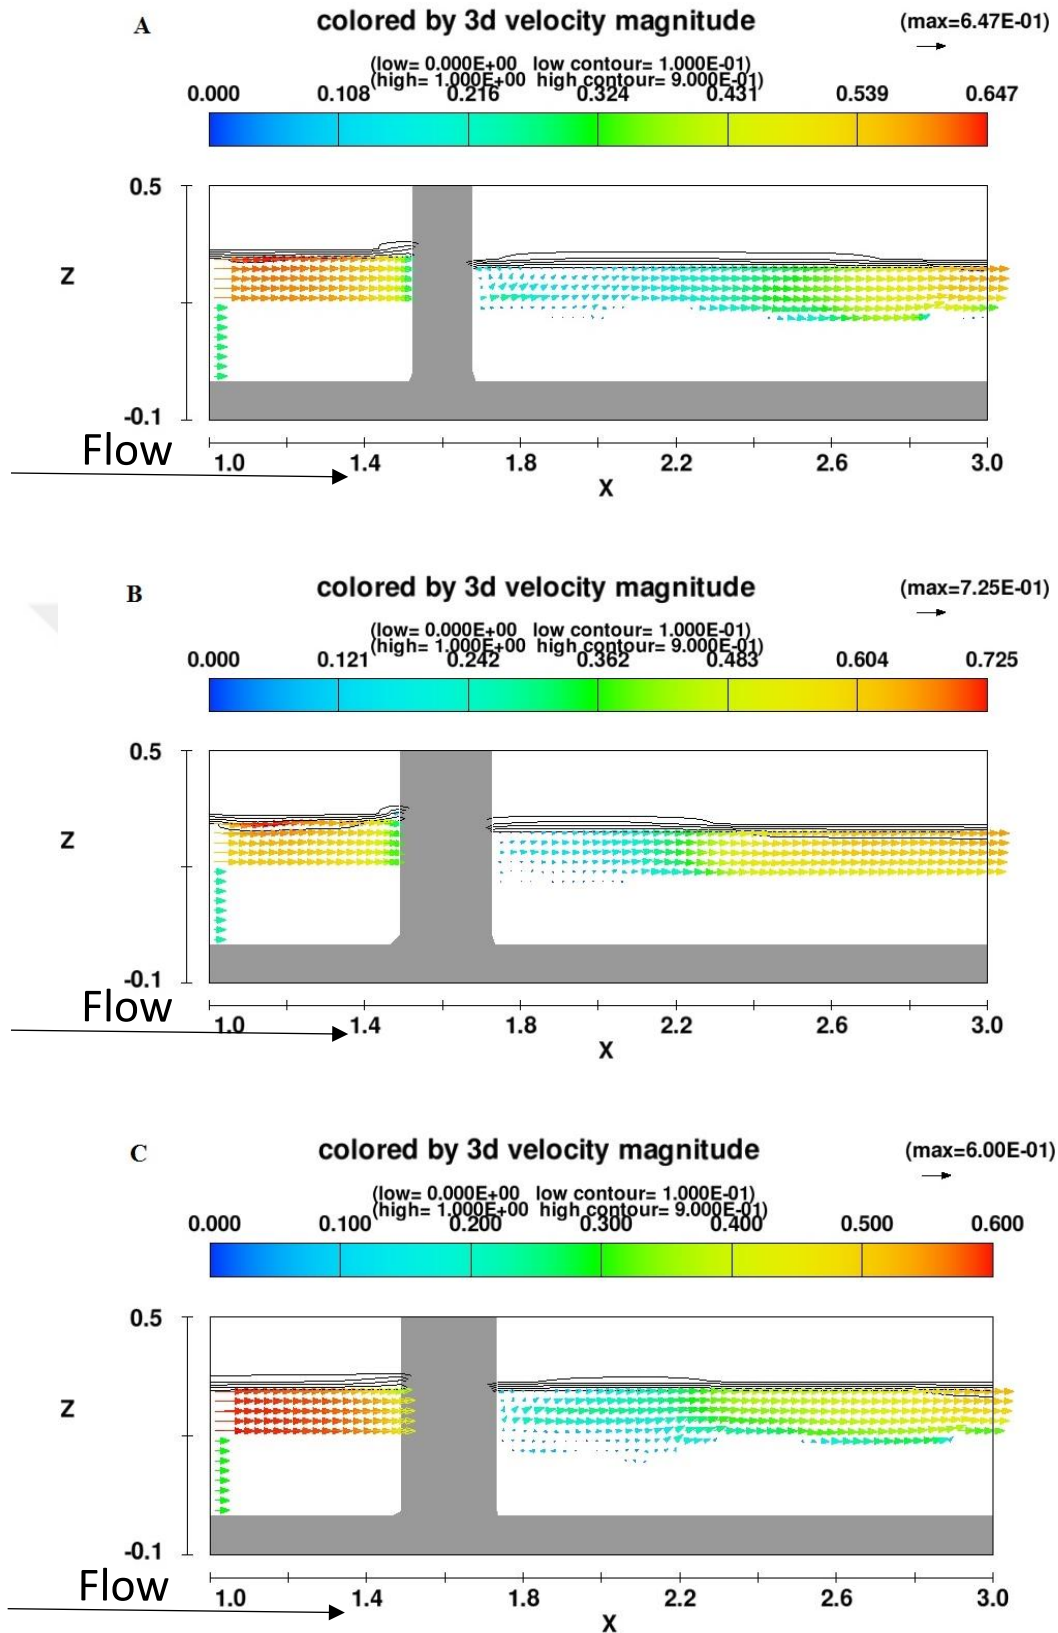 A
colored by 3d velocity magnitude
(max=6.47E-01)
(low= 0.000E+00 low contour= 1.000E-01)
(high= 1.000E+00 high contour= 9.000E-01)
0.000 0.108 0.216 0.324 0.431 0.539 0.647
0.5
Z
-0.1
Flow
1.0 1.4 1.8 2.2 2.6 3.0
X
B
colored by 3d velocity magnitude
(max=7.25E-01)
(low= 0.000E+00 low contour= 1.000E-01)
(high= 1.000E+00 high contour= 9.000E-01)
0.000 0.121 0.242 0.362 0.483 0.604 0.725
0.5
Z
-0.1
Flow
1.0 1.4 1.8 2.2 2.6 3.0
X
C
colored by 3d velocity magnitude
(max=6.00E-01)
(low= 0.000E+00 low contour= 1.000E-01)
(high= 1.000E+00 high contour= 9.000E-01)
0.000 0.100 0.200 0.300 0.400 0.500 0.600
0.5
Z
-0.1
Flow
1.0 1.4 1.8 2.2 2.6 3.0
X